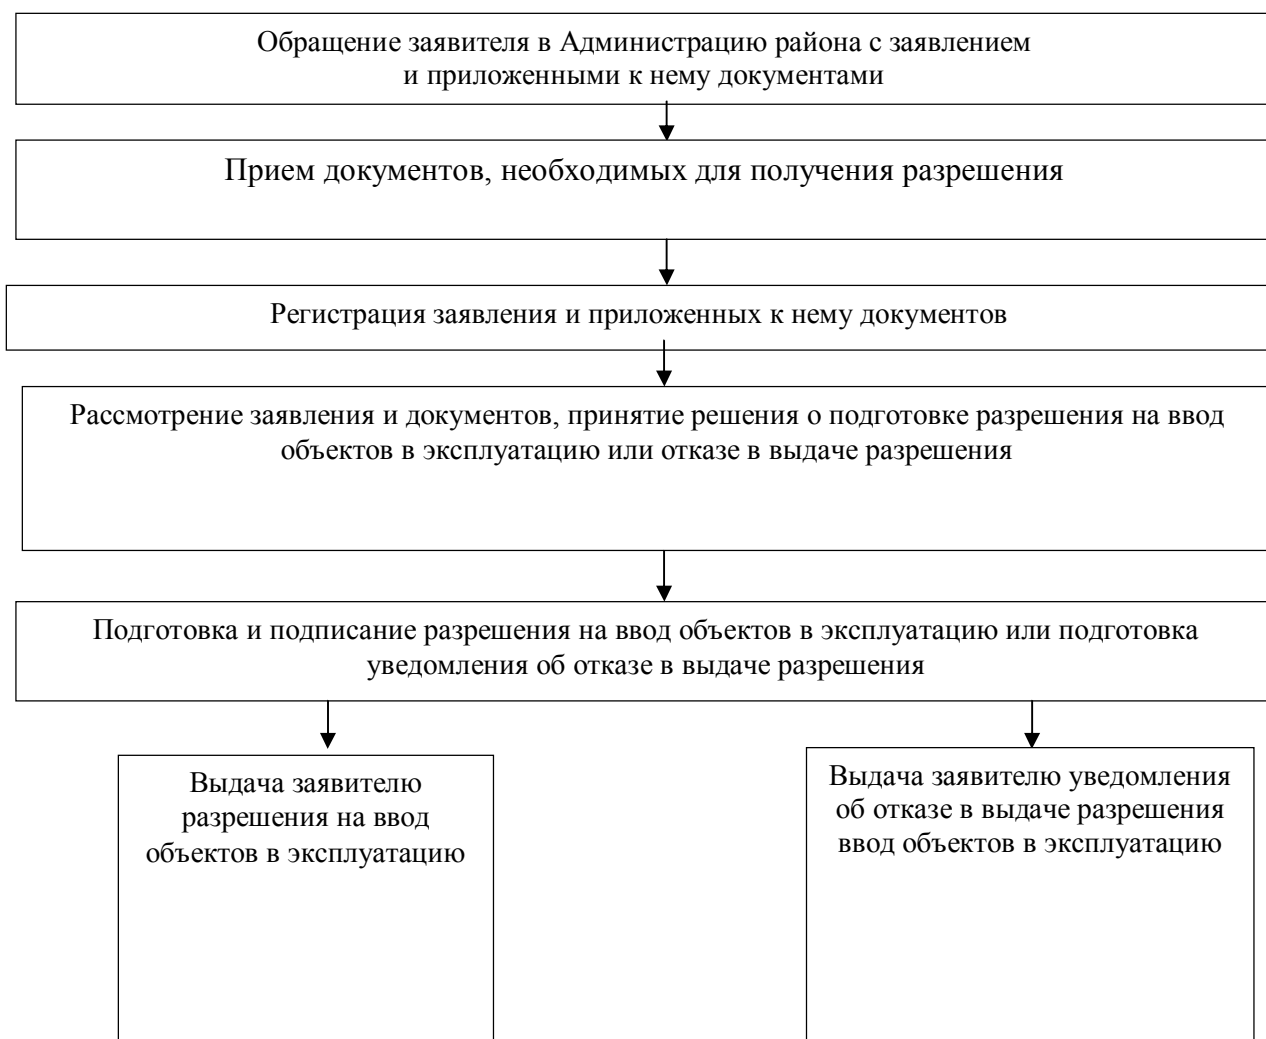 Обращение заявителя в Администрацию района с заявлением
и приложенными к нему документами
Прием документов, необходимых для получения разрешения
Регистрация заявления и приложенных к нему документов
Рассмотрение заявления и документов, принятие решения о подготовке разрешения на ввод
объектов в эксплуатацию или отказе в выдаче разрешения
Подготовка и подписание разрешения на ввод объектов в эксплуатацию или подготовка
уведомления об отказе в выдаче разрешения
Выдача заявителю
разрешения на ввод
объектов в эксплуатацию
Выдача заявителю уведомления
об отказе в выдаче разрешения
ввод объектов в эксплуатацию